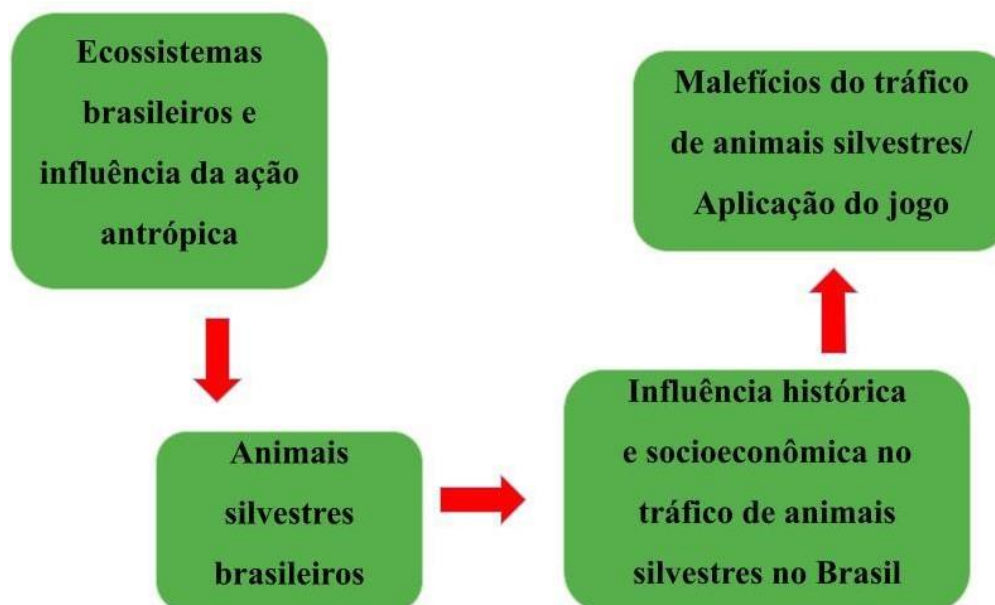 Ecossistemas
brasileiros e
influência da ação
antrópica
Animais
silvestres
brasileiros
Influência histórica
e socioeconômica no
tráfico de animais
silvestres no Brasil
Malefícios do tráfico
de animais silvestres/
Aplicação do jogo